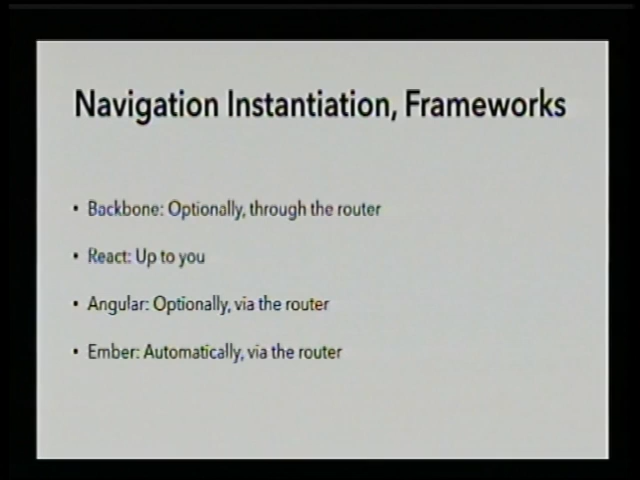 Navigation Instantiation, Frameworks
• Backbone: Optionally, through the router
• React: Up to you
• Angular: Optionally, via the router
• Ember: Automatically, via the router